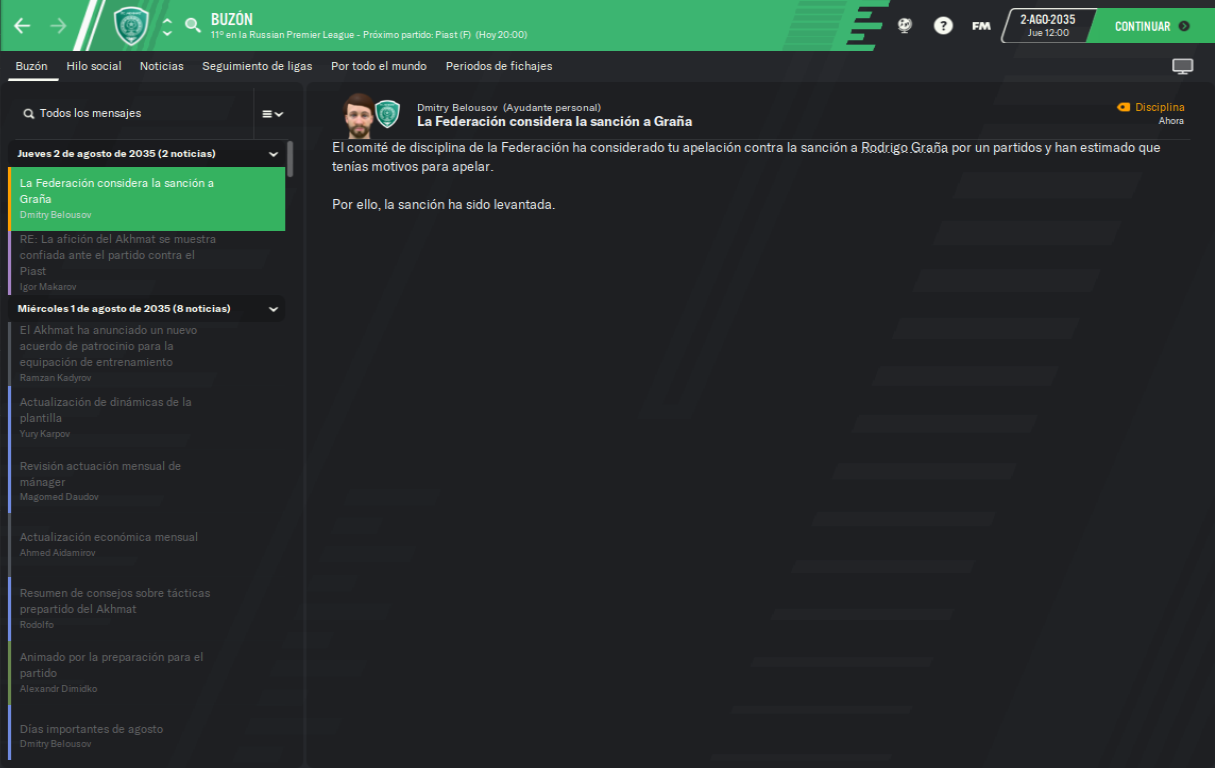 BUZÓN
11º en la Russian Premier League - Próximo partido: Piast (F) (Hoy 20:00)
?
FM
2-AGO-2035
Jue 12:00
CONTINUAR
Buzón
Hilo social
Noticias
Seguimiento de ligas
Por todo el mundo
Periodos de fichajes
Todos los mensajes
Jueves 2 de agosto de 2035 (2 noticias)
La Federación considera la sanción a
Graña
Dmitry Belousov
RE: La afición del Akhmat se muestra
confiada ante el partido contra el
Piast
Igor Makarov
Miércoles 1 de agosto de 2035 (8 noticias)
El Akhmat ha anunciado un nuevo
acuerdo de patrocinio para la
equipación de entrenamiento
Ramzan Kadyrov
Actualización de dinámicas de la
plantilla
Yury Karpov
Revisión actuación mensual de
mánager
Magomed Daudov
Actualización económica mensual
Ahmed Aidamirov
Resumen de consejos sobre tácticas
prepartido del Akhmat
Rodolfo
Animado por la preparación para el
partido
Alexandr Dimidko
Días importantes de agosto
Dmitry Belousov
Dmitry Belousov (Ayudante personal)
La Federación considera la sanción a Graña
Disciplina
Ahora
El comité de disciplina de la Federación ha considerado tu apelación contra la sanción a Rodrigo Graña por un partidos y han estimado que
tenías motivos para apelar.
Por ello, la sanción ha sido levantada.